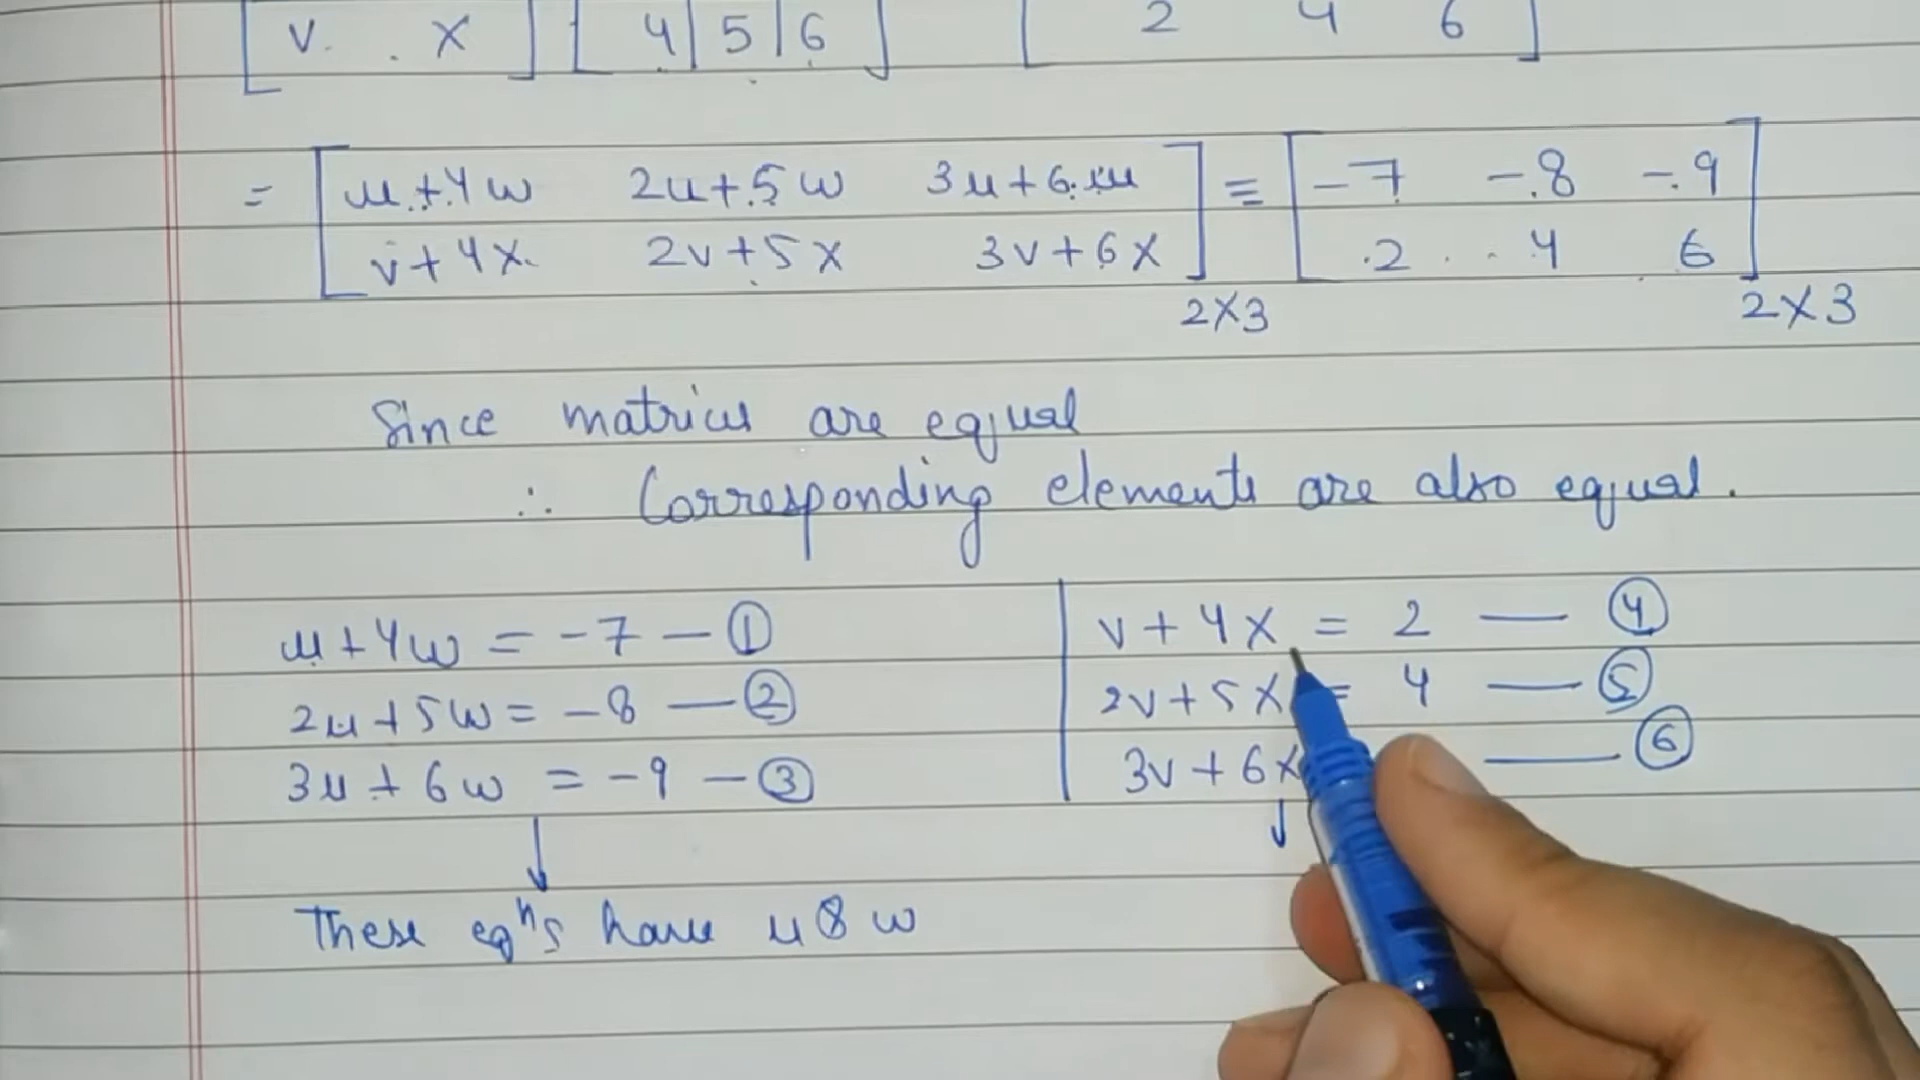 [ v x ] [ 4 | 5 | 6 ] [ 2 4 6 ]
= [ u+4w 2u+5w 3u+6w ] = [ -7 -8 -9 ]
[ v+4x 2v+5x 3v+6x ] [ 2 4 6 ]
2×3 2×3
Since matrices are equal
∴ Corresponding elements are also equal.
u+4w = -7 — ①
2u+5w = -8 — ②
3u+6w = -9 — ③
v+4x = 2 — ④
2v+5x = 4 — ⑤
3v+6x — ⑥
These eqⁿs have u & w